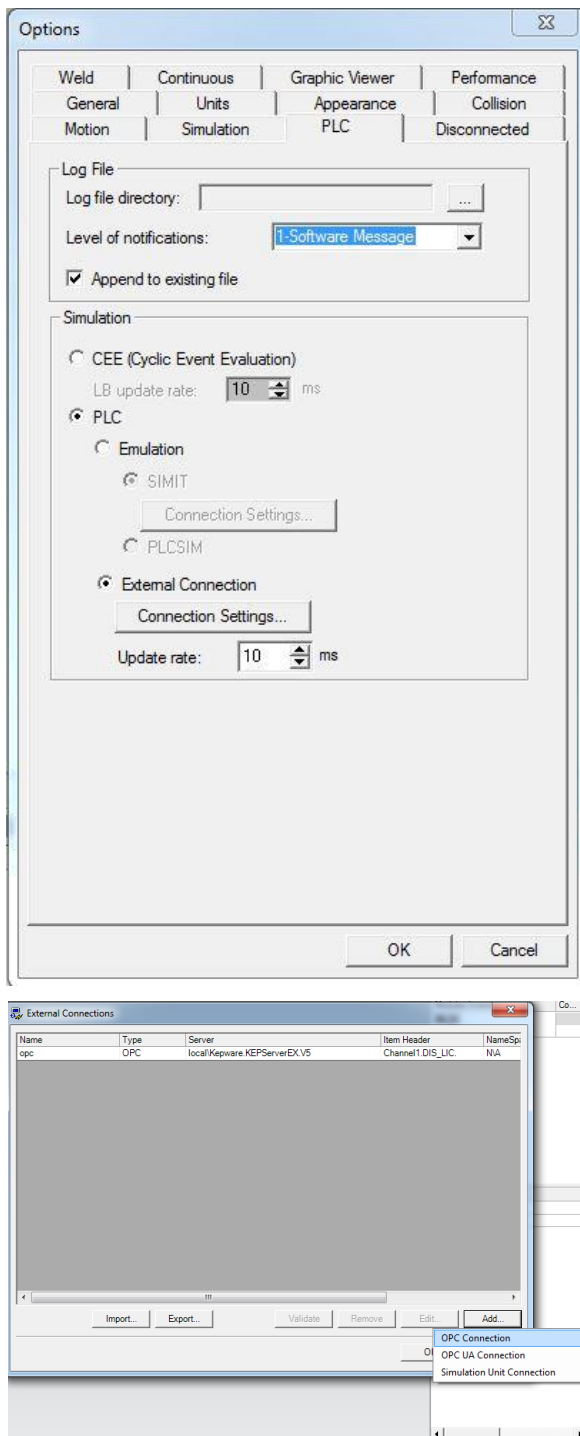 Options
Weld Continuous Graphic Viewer Performance
General Units Appearance Collision
Motion Simulation PLC Disconnected
Log File
Log file directory: ...
Level of notifications: 1-Software Message
Append to existing file
Simulation
CEE (Cyclic Event Evaluation)
LB update rate: 10 ms
PLC
Emulation
SIMIT
Connection Settings...
PLCSIM
External Connection
Connection Settings...
Update rate: 10 ms
OK Cancel
External Connections Co...
Name Type Server Item Header NameSpa
opc OPC local\Kepware.KEPServerEX.V5 Channel1.DIS_LIC. N\A
Import... Export... Validate Remove Edit... Add...
OPC Connection
OPC UA Connection
Simulation Unit Connection